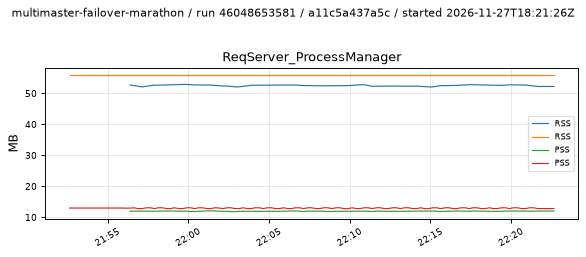 multimaster-failover-marathon / run 46048653581 / a11c5a437a5c / started 2026-11-27T18:21:26Z
ReqServer_ProcessManager
MB
50
40
30
20
10
RSS
RSS
PSS
PSS
21:55
22:00
22:05
22:10
22:15
22:20